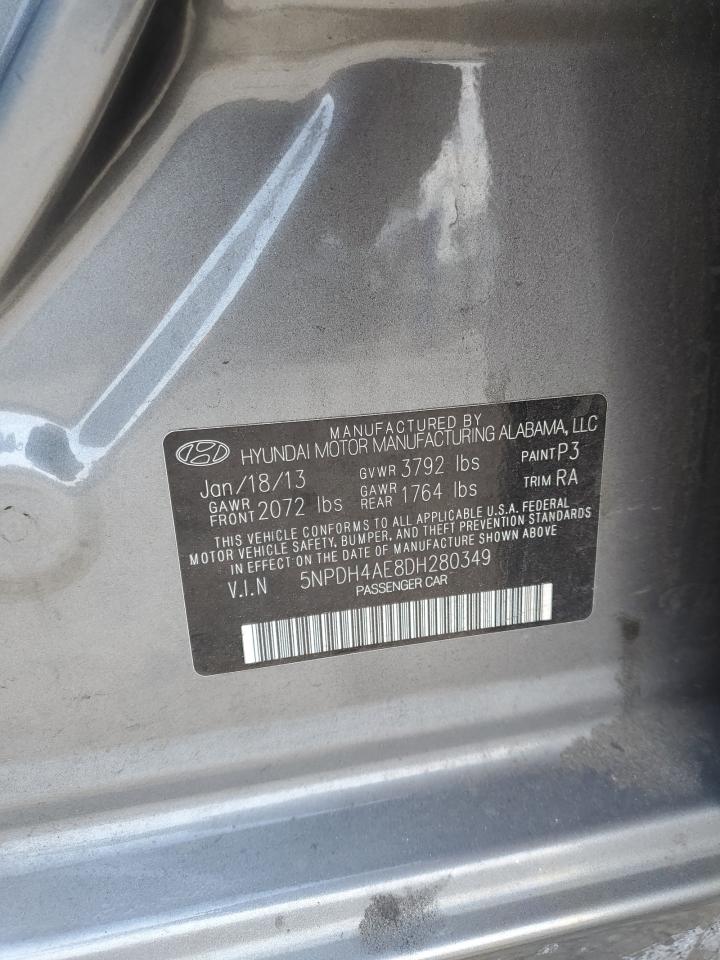 MANUFACTURED BY
HYUNDAI MOTOR MANUFACTURING ALABAMA, LLC
Jan/18/13 GVWR 3792 lbs PAINT P3
GAWR FRONT 2072 lbs GAWR REAR 1764 lbs TRIM RA
THIS VEHICLE CONFORMS TO ALL APPLICABLE U.S.A. FEDERAL
MOTOR VEHICLE SAFETY, BUMPER, AND THEFT PREVENTION STANDARDS
IN EFFECT ON THE DATE OF MANUFACTURE SHOWN ABOVE
V.I.N 5NPDH4AE8DH280349
PASSENGER CAR